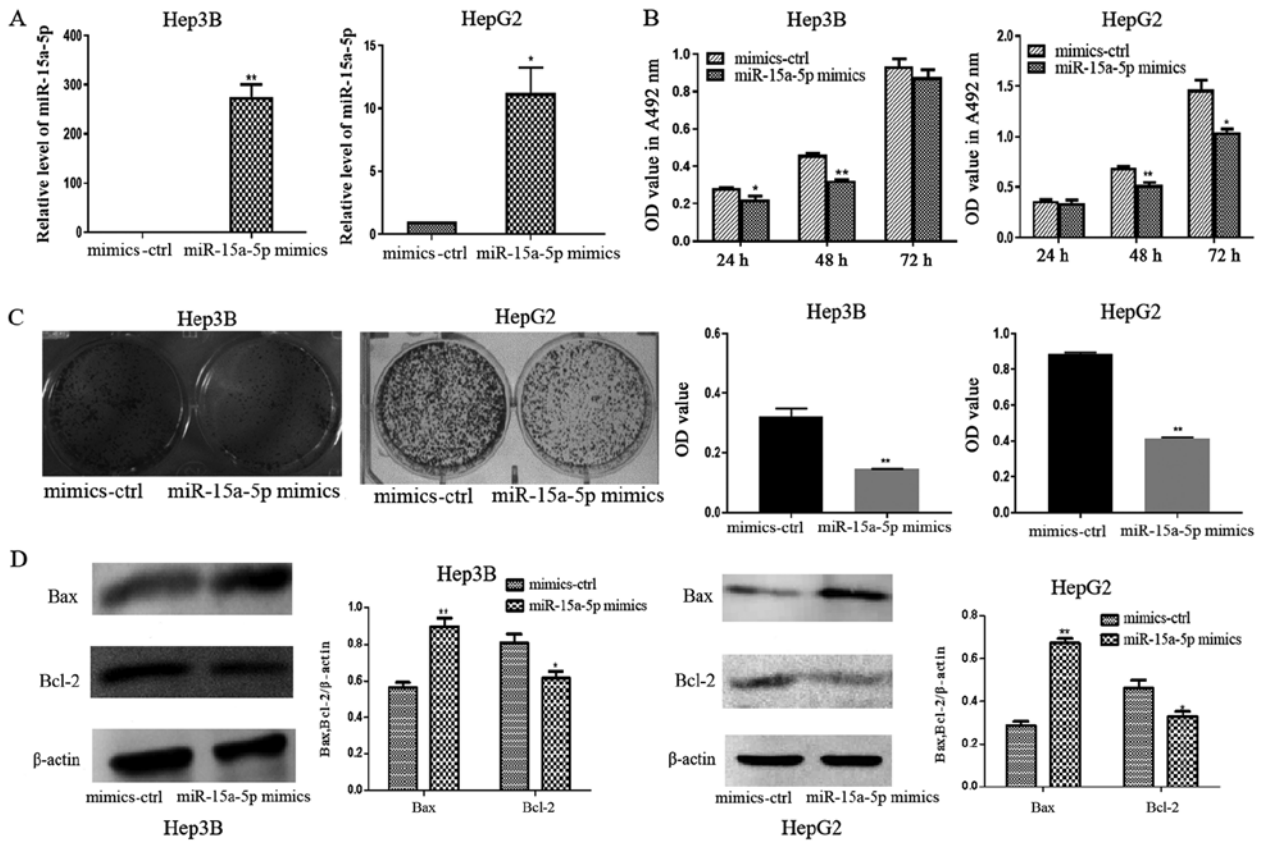 A
Hep3B
Relative level of miR-15a-5p
400
300
200
100
0
**
mimics-ctrl
miR-15a-5p mimics
HepG2
Relative level of miR-15a-5p
15
10
5
0
*
mimics-ctrl
miR-15a-5p mimics
B
Hep3B
OD value in A492 nm
1.0
0.8
0.6
0.4
0.2
0.0
mimics-ctrl
miR-15a-5p mimics
*
**
24 h
48 h
72 h
HepG2
OD value in A492 nm
2.0
1.5
1.0
0.5
0.0
mimics-ctrl
miR-15a-5p mimics
**
*
24 h
48 h
72 h
C
Hep3B
mimics-ctrl
miR-15a-5p mimics
HepG2
mimics-ctrl
miR-15a-5p mimics
Hep3B
OD value
0.6
0.4
0.2
0.0
**
mimics-ctrl
miR-15a-5p mimics
HepG2
OD value
1.0
0.8
0.6
0.4
0.2
0.0
**
mimics-ctrl
miR-15a-5p mimics
D
Bax
Bcl-2
β-actin
mimics-ctrl
miR-15a-5p mimics
Hep3B
Hep3B
mimics-ctrl
miR-15a-5p mimics
Bax,Bcl-2/β-actin
1.0
0.8
0.6
0.4
0.2
0.0
**
*
Bax
Bcl-2
Bax
Bcl-2
β-actin
mimics-ctrl
miR-15a-5p mimics
HepG2
HepG2
mimics-ctrl
miR-15a-5p mimics
Bax,Bcl-2/β-actin
0.8
0.6
0.4
0.2
0.0
**
*
Bax
Bcl-2